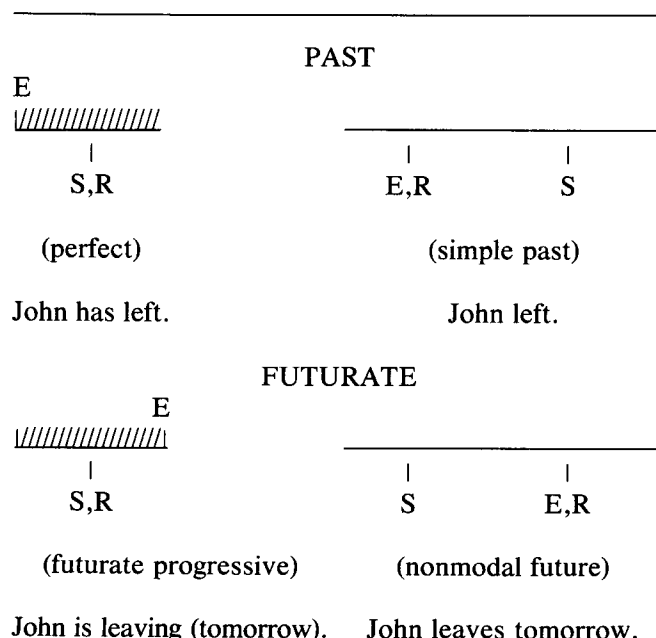 PAST
E
S,R E,R S
(perfect) (simple past)
John has left. John left.
FUTURATE
E
S,R S E,R
(futurate progressive) (nonmodal future)
John is leaving (tomorrow). John leaves tomorrow.